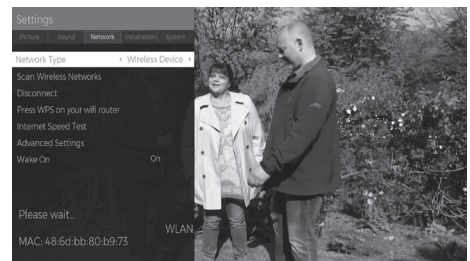 Settings
Picture Sound Network Installation System
Network Type ‹ Wireless Device ›
Scan Wireless Networks
Disconnect
Press WPS on your wifi router
Internet Speed Test
Advanced Settings
Wake On On
Please wait...
WLAN
MAC: 48:6d:bb:80:b9:73